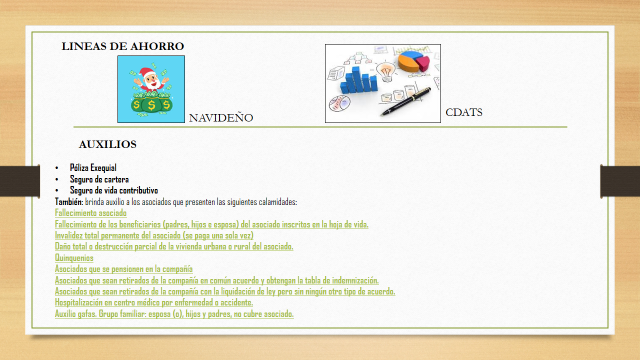 LINEAS DE AHORRO
NAVIDEÑO
CDATS
AUXILIOS
• Póliza Exequial
• Seguro de cartera
• Seguro de vida contributivo
También: brinda auxilio a los asociados que presenten las siguientes calamidades:
Fallecimiento asociado
Fallecimiento de los beneficiarios (padres, hijos o esposa) del asociado inscritos en la hoja de vida.
Invalidez total permanente del asociado (se paga una sola vez)
Daño total o destrucción parcial de la vivienda urbana o rural del asociado.
Quinquenios
Asociados que se pensionen en la compañía
Asociados que sean retirados de la compañía en común acuerdo y obtengan la tabla de indemnización.
Asociados que sean retirados de la compañía con la liquidación de ley pero sin ningún otro tipo de acuerdo.
Hospitalización en centro médico por enfermedad o accidente.
Auxilio gafas. Grupo familiar: esposa (o), hijos y padres, no cubre asociado.